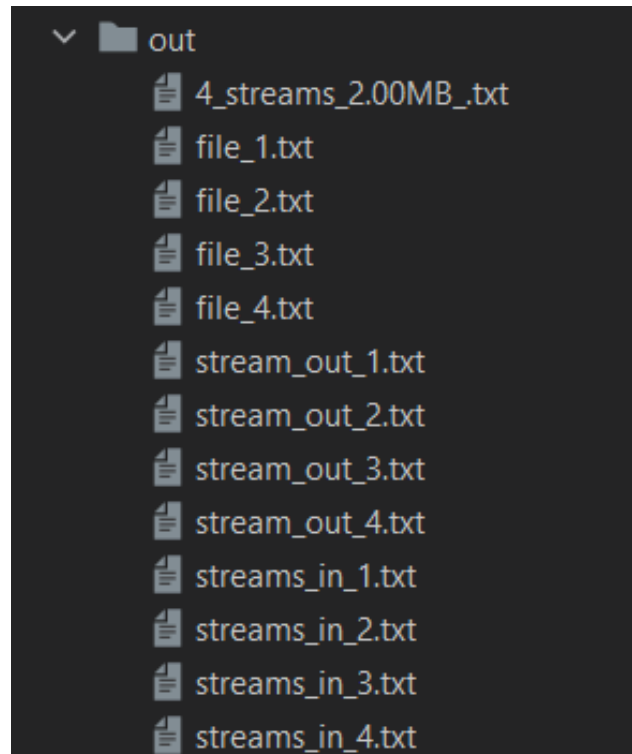 out
4_streams_2.00MB_.txt
file_1.txt
file_2.txt
file_3.txt
file_4.txt
stream_out_1.txt
stream_out_2.txt
stream_out_3.txt
stream_out_4.txt
streams_in_1.txt
streams_in_2.txt
streams_in_3.txt
streams_in_4.txt